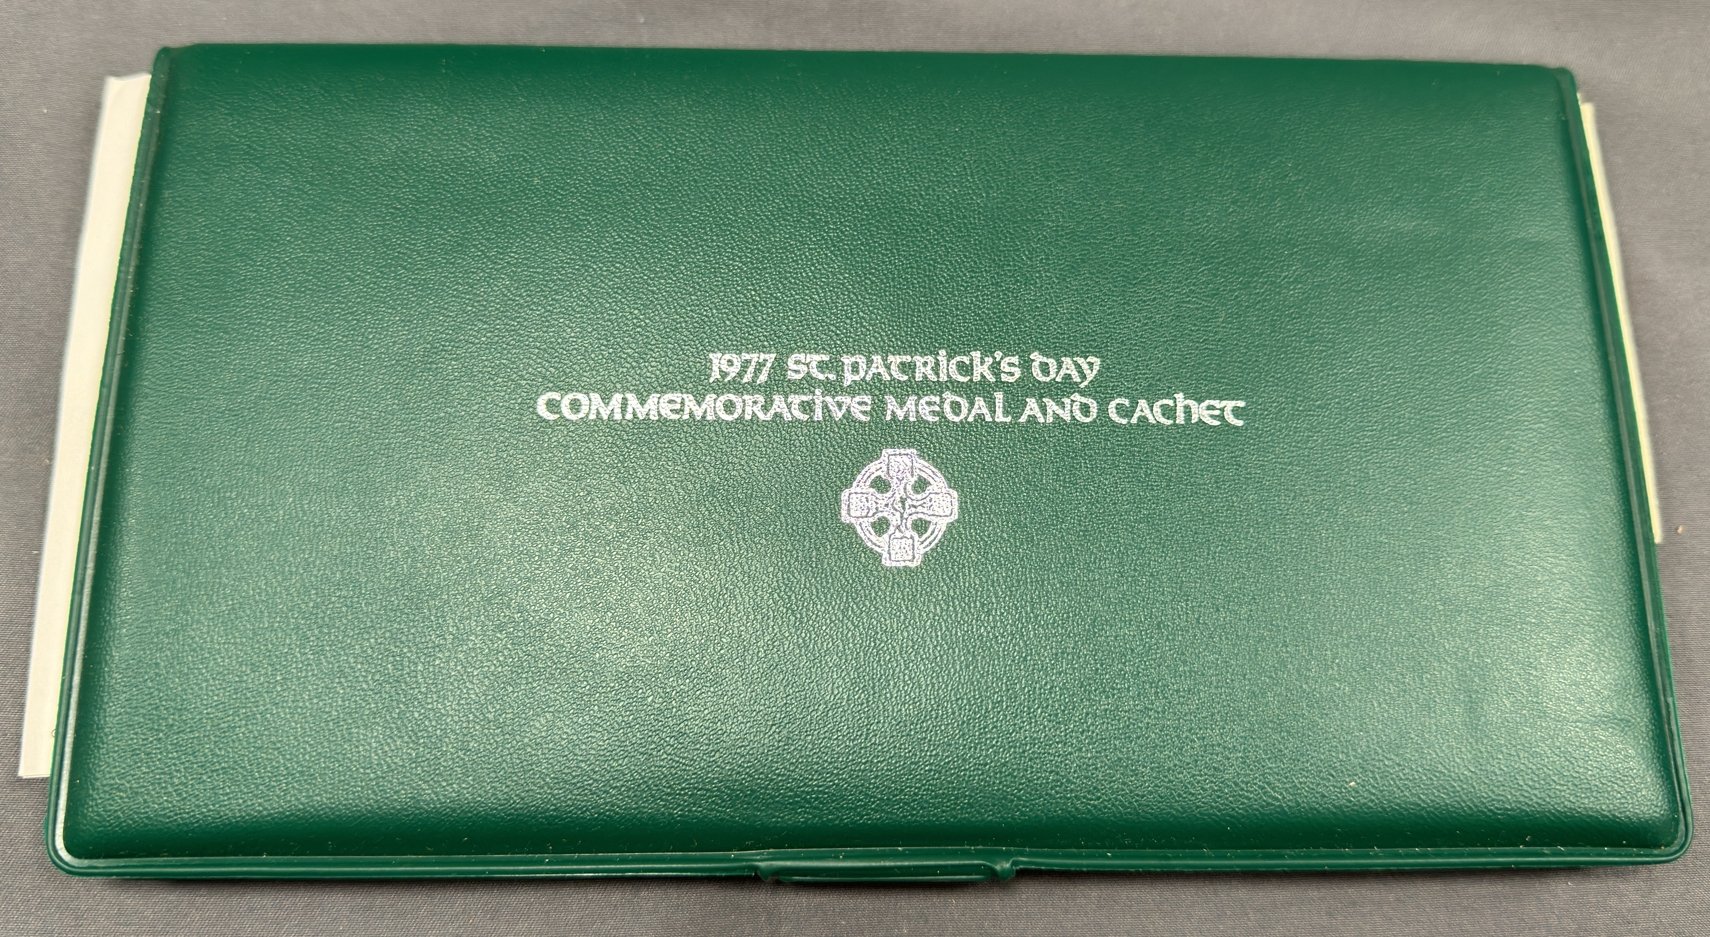 1977 St. Patrick's Day
Commemorative Medal and Cachet